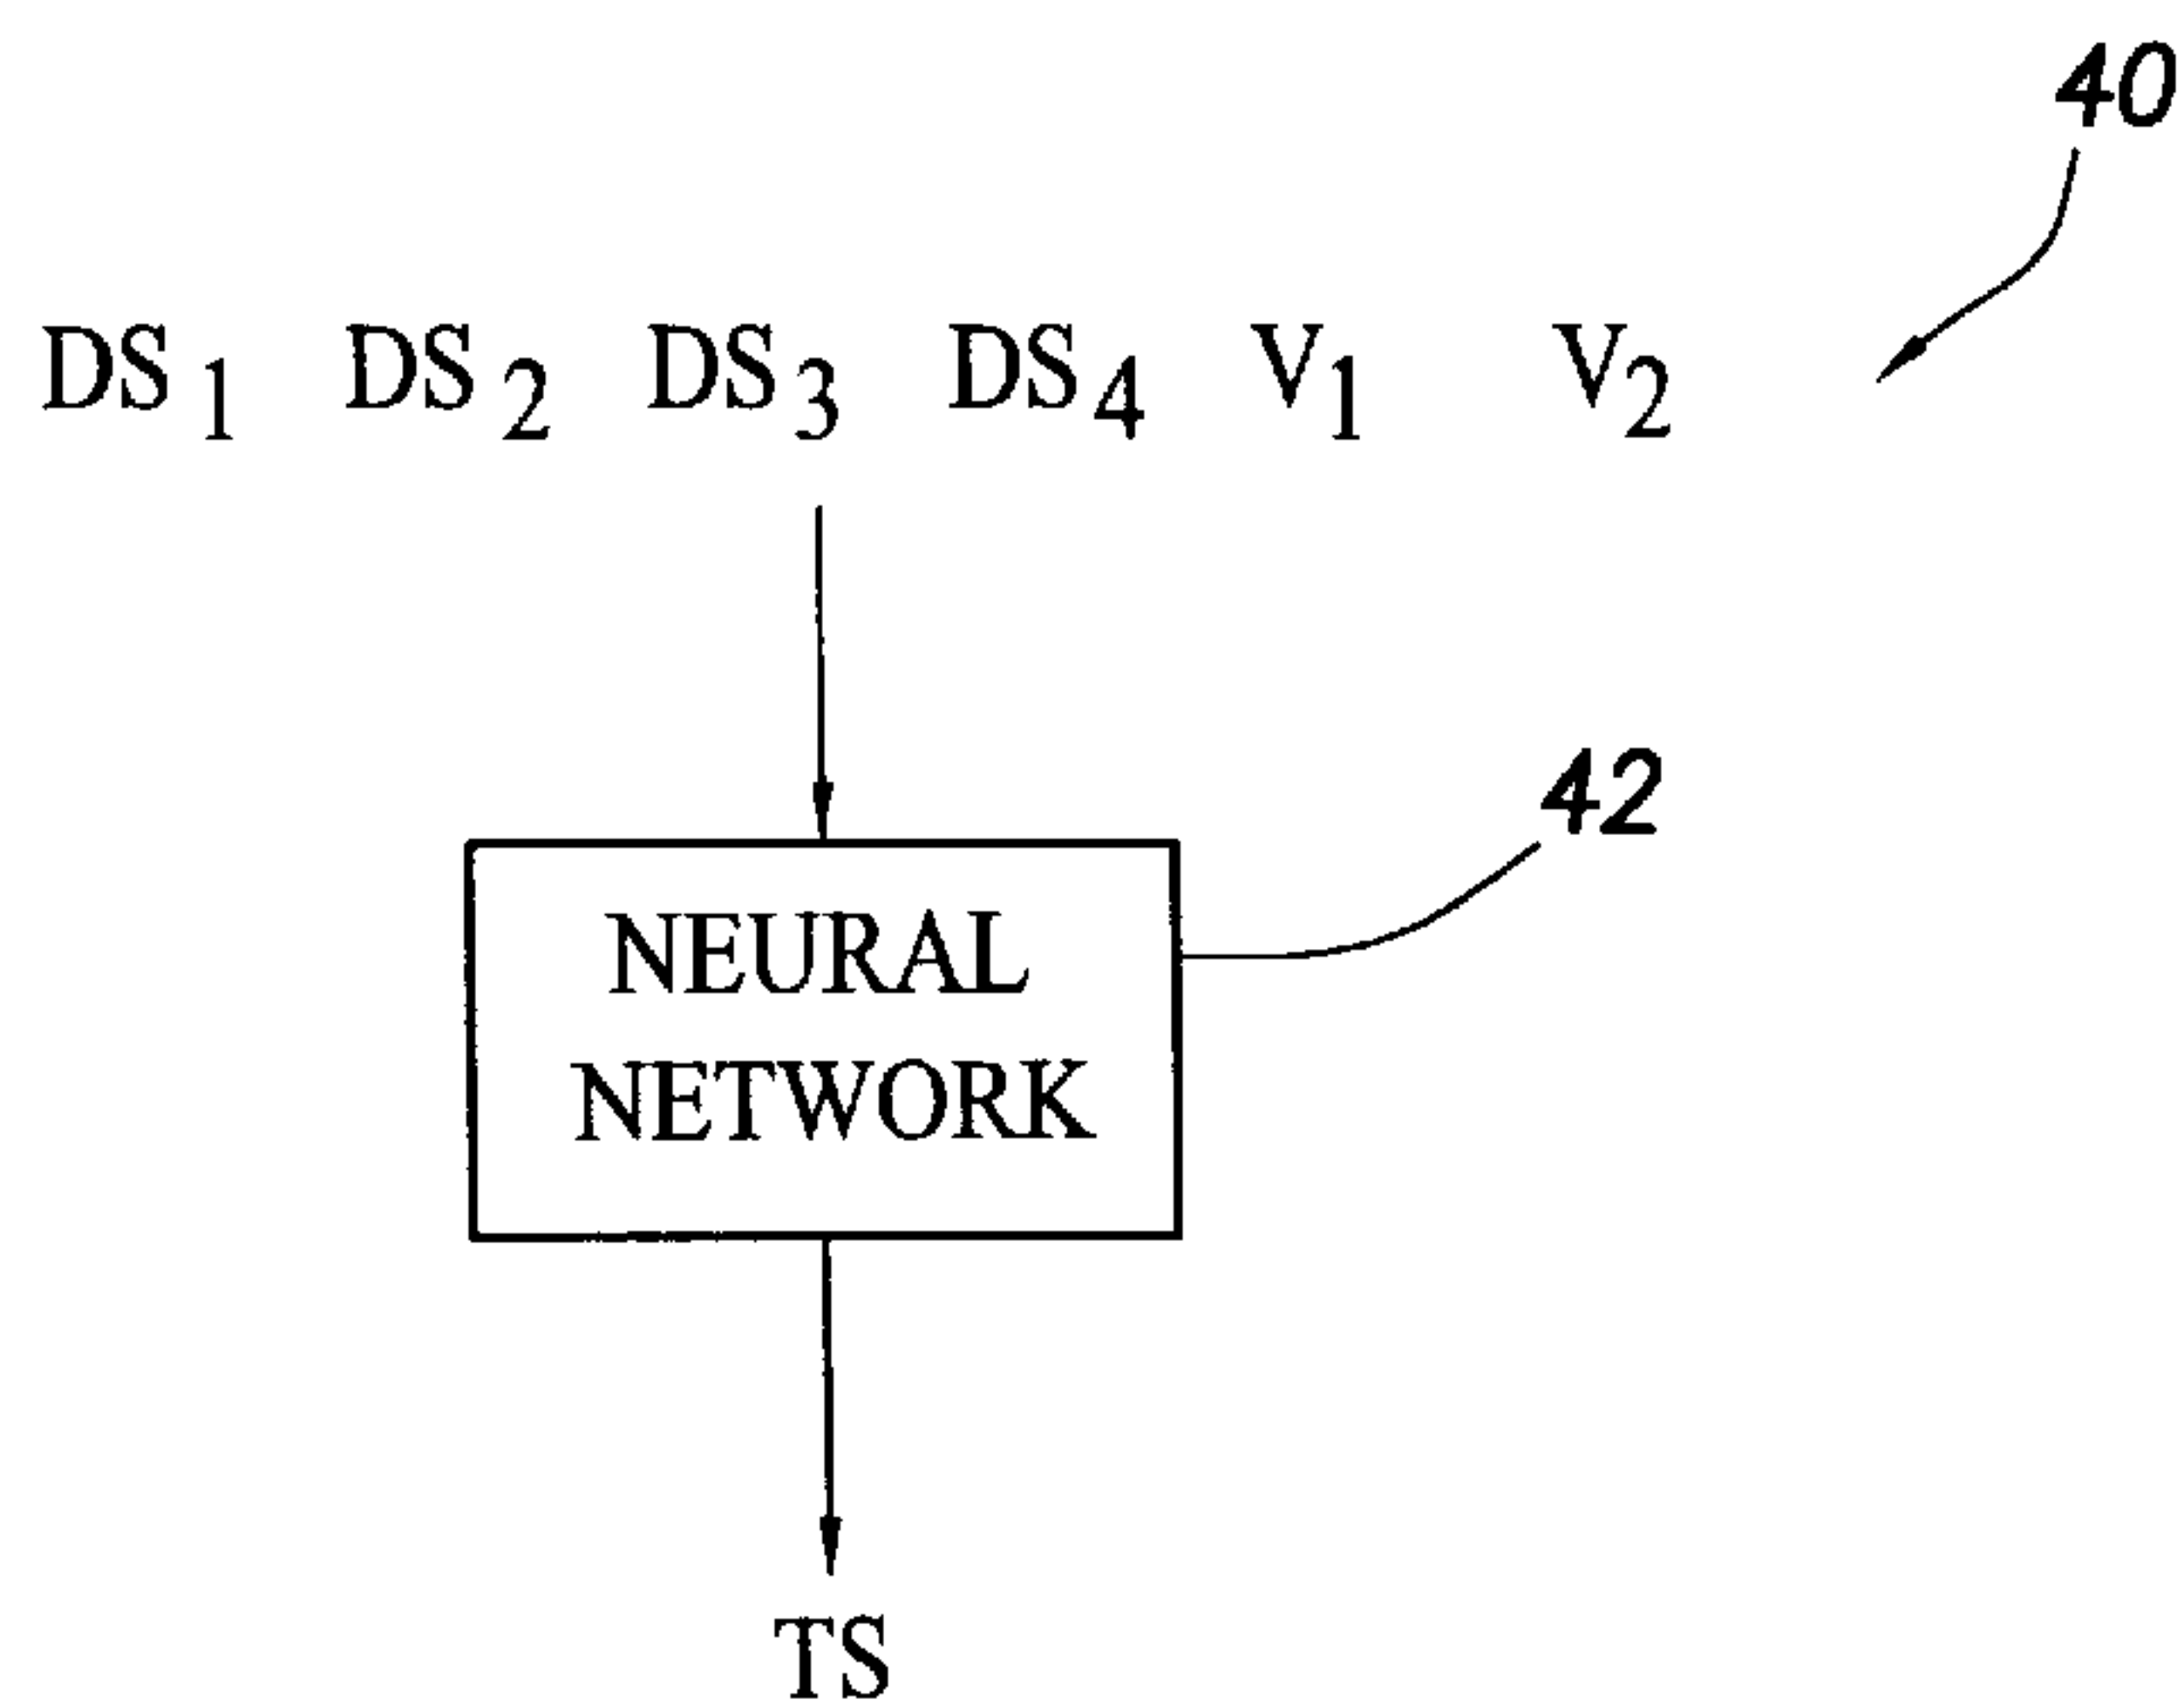 40
DS1 DS2 DS3 DS4 V1 V2
42
NEURAL
NETWORK
TS